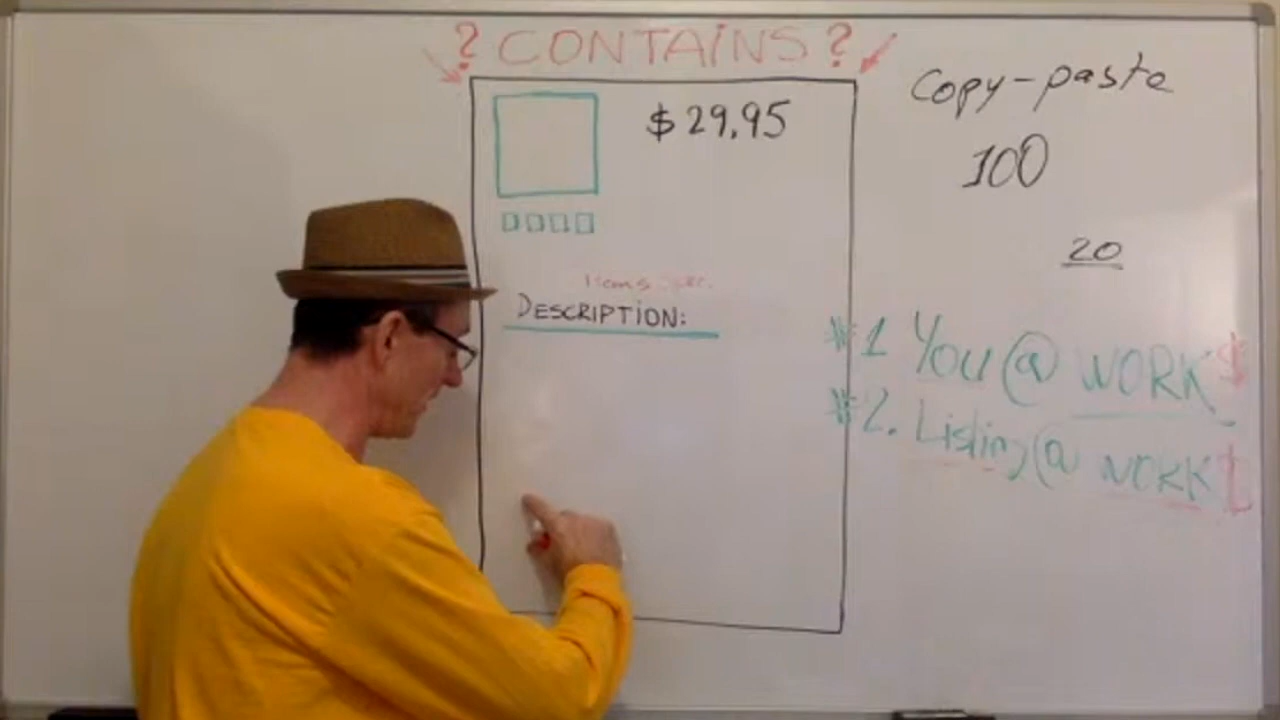 ? CONTAINS ?
$29.95
DESCRIPTION:
Copy-paste
100
20
#1 You @ WORK $
#2. Listing @ WORK $